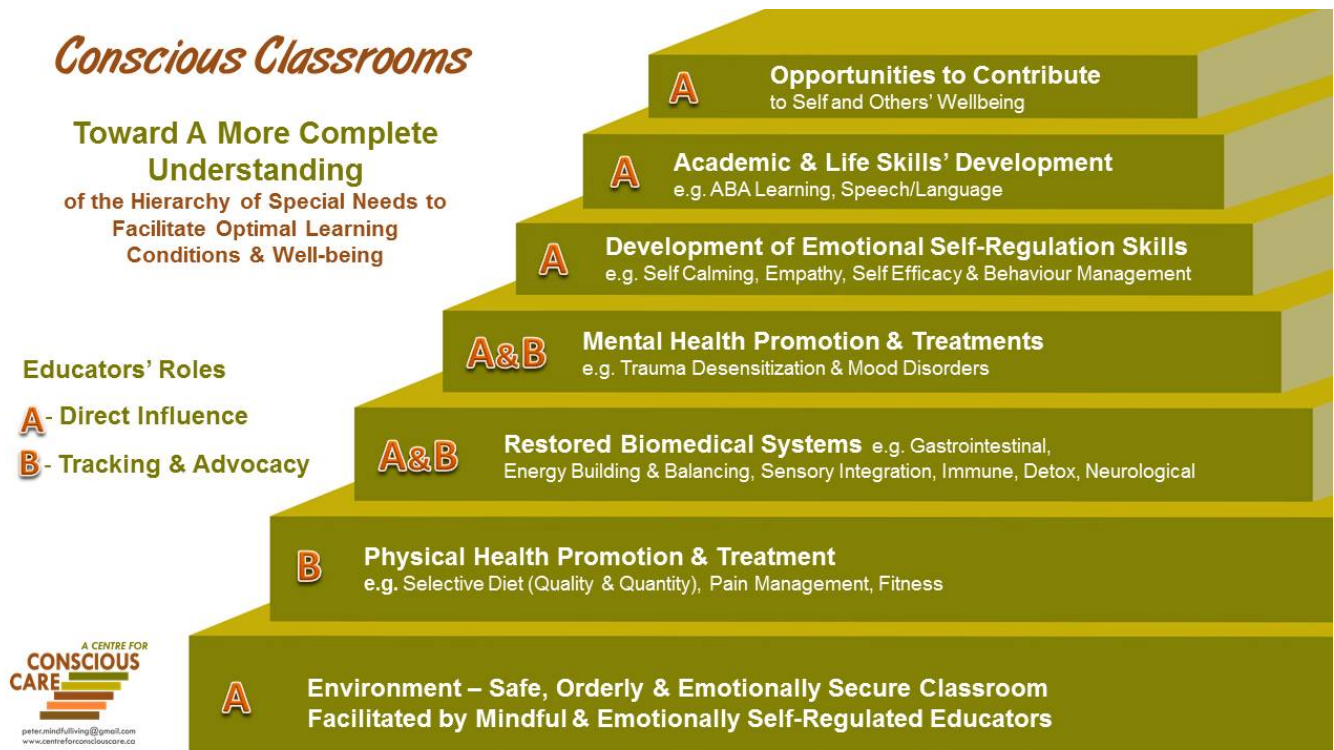 Conscious Classrooms
Toward A More Complete
Understanding
of the Hierarchy of Special Needs to
Facilitate Optimal Learning
Conditions & Well-being
Educators' Roles
A - Direct Influence
B - Tracking & Advocacy
A
Opportunities to Contribute
to Self and Others' Wellbeing
A
Academic & Life Skills' Development
e.g. ABA Learning, Speech/Language
A
Development of Emotional Self-Regulation Skills
e.g. Self Calming, Empathy, Self Efficacy & Behaviour Management
A&B
Mental Health Promotion & Treatments
e.g. Trauma Desensitization & Mood Disorders
A&B
Restored Biomedical Systems e.g. Gastrointestinal,
Energy Building & Balancing, Sensory Integration, Immune, Detox, Neurological
B
Physical Health Promotion & Treatment
e.g. Selective Diet (Quality & Quantity), Pain Management, Fitness
A
Environment – Safe, Orderly & Emotionally Secure Classroom
Facilitated by Mindful & Emotionally Self-Regulated Educators
A CENTRE FOR
CONSCIOUS
CARE
peter.mindfulliving@gmail.com
www.centreforconsciouscare.ca